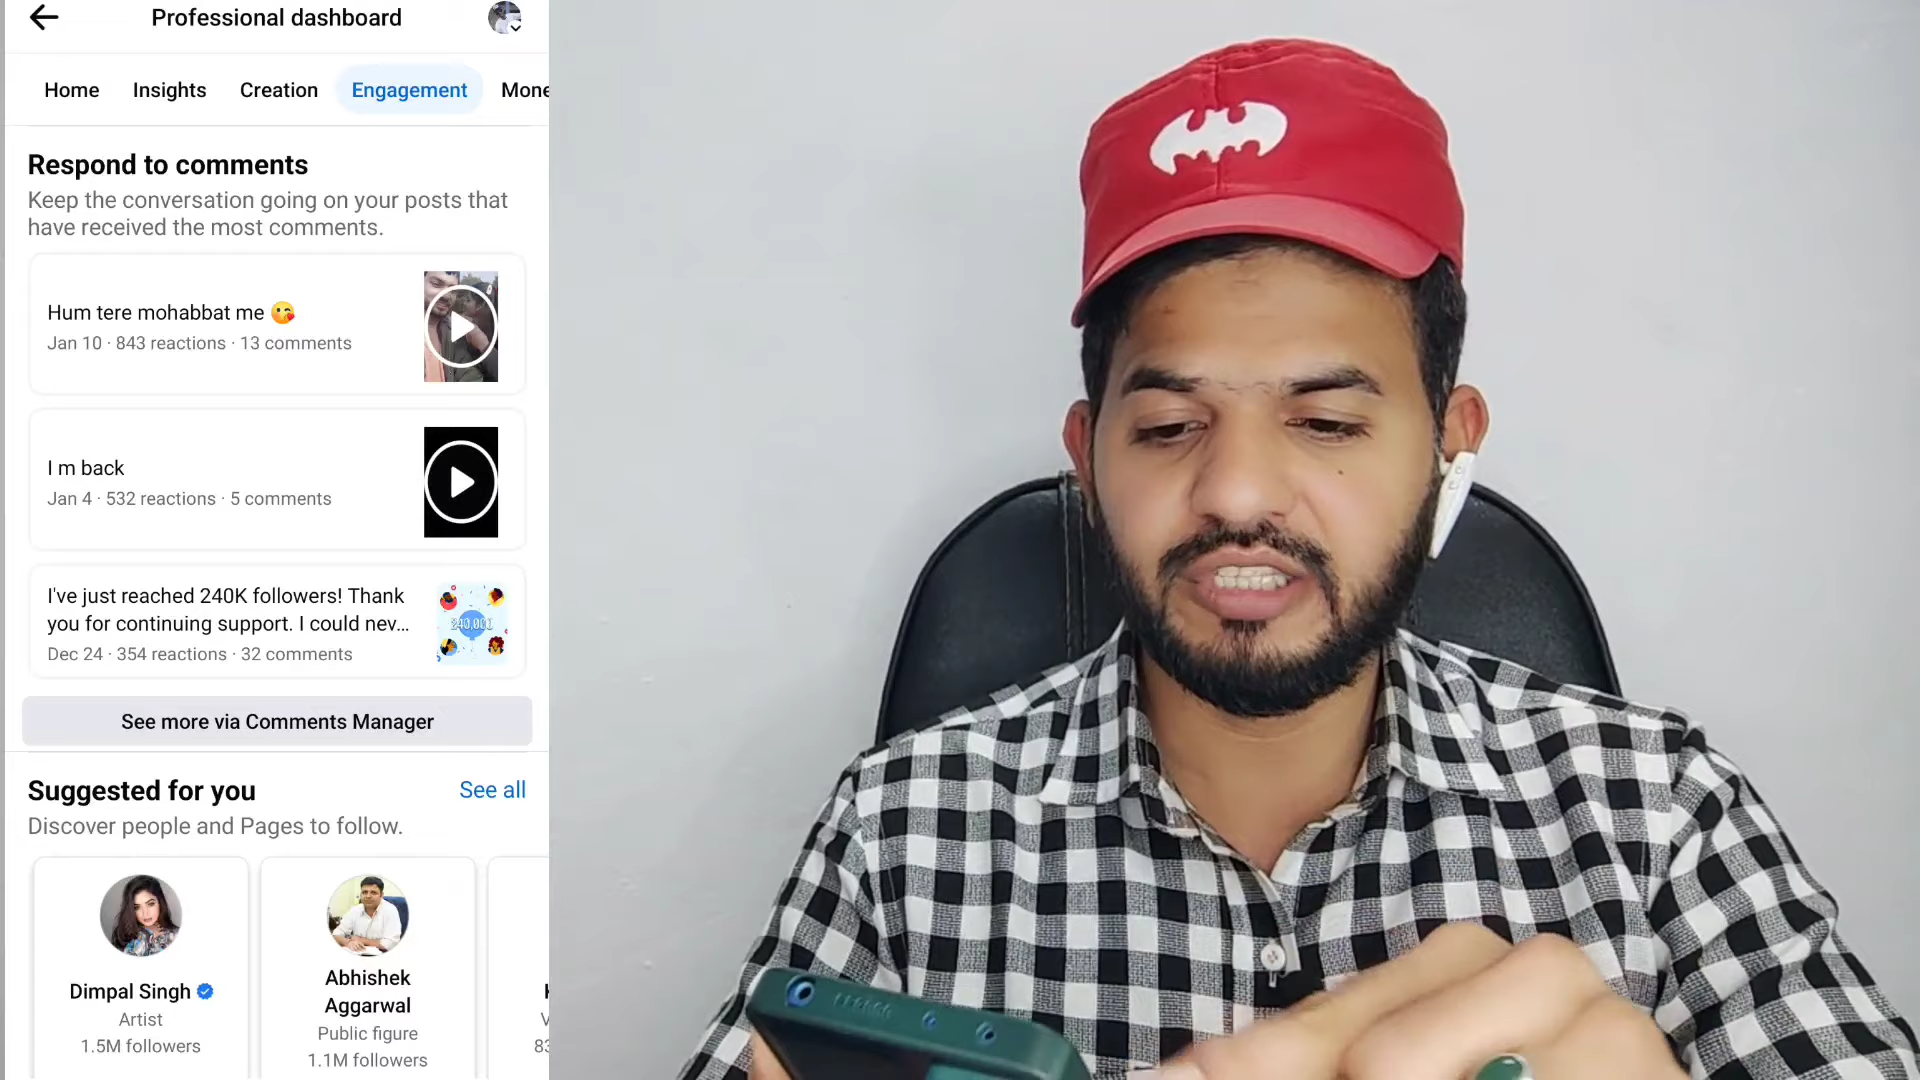 Professional dashboard
Home Insights Creation Engagement Mone
Respond to comments
Keep the conversation going on your posts that
have received the most comments.
Hum tere mohabbat me 😘
Jan 10 · 843 reactions · 13 comments
I m back
Jan 4 · 532 reactions · 5 comments
I've just reached 240K followers! Thank
you for continuing support. I could nev...
Dec 24 · 354 reactions · 32 comments
See more via Comments Manager
Suggested for you See all
Discover people and Pages to follow.
Dimpal Singh
Artist
1.5M followers
Abhishek
Aggarwal
Public figure
1.1M followers